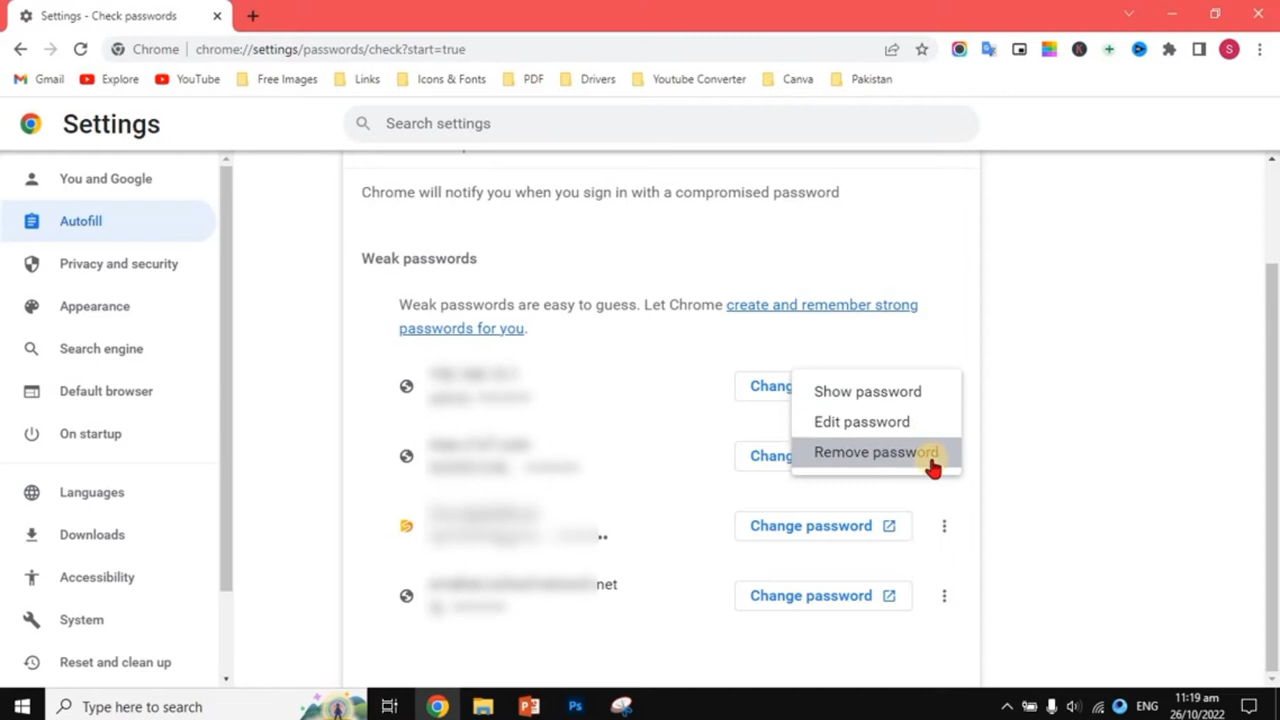 Settings - Check passwords
Chrome
chrome://settings/passwords/check?start=true
S
Gmail
Explore
YouTube
Free Images
Links
Icons & Fonts
PDF
Drivers
Youtube Converter
Canva
Pakistan
Settings
Search settings
You and Google
Autofill
Privacy and security
Appearance
Search engine
Default browser
On startup
Languages
Downloads
Accessibility
System
Reset and clean up
Chrome will notify you when you sign in with a compromised password
Weak passwords
Weak passwords are easy to guess. Let Chrome create and remember strong
passwords for you.
Chang
Show password
Edit password
Chang
Remove password
Change password
net
Change password
Type here to search
ENG
11:19 am
26/10/2022